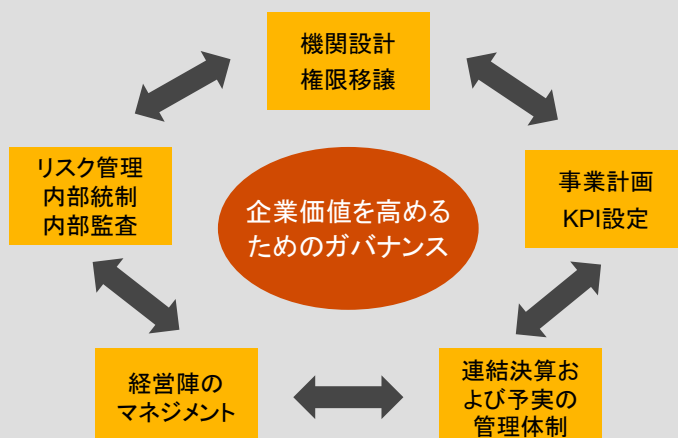 機関設計
権限移譲
リスク管理
内部統制
内部監査
企業価値を高める
ためのガバナンス
事業計画
KPI設定
経営陣の
マネジメント
連結決算お
よび予実の
管理体制